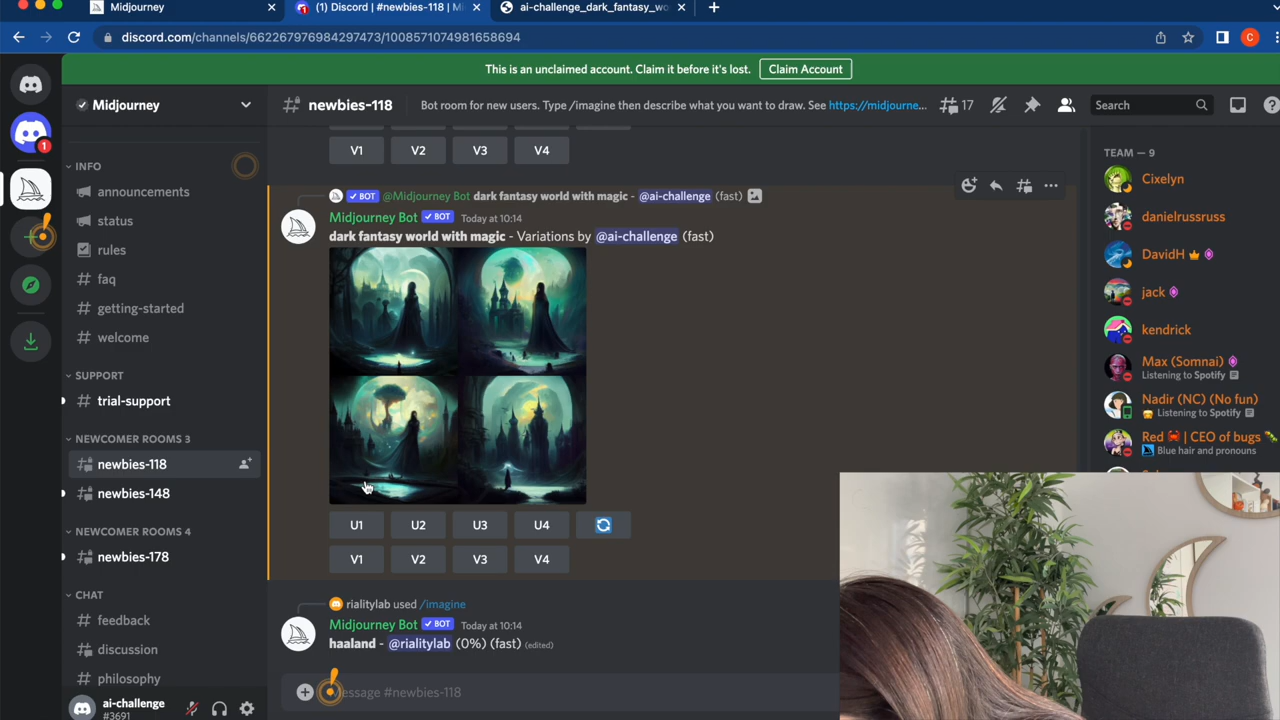 Midjourney
(1) Discord | #newbies-118 | Mi
ai-challenge_dark_fantasy_wo
discord.com/channels/662267976984297473/1008571074981658694
C
This is an unclaimed account. Claim it before it's lost.
Claim Account
Midjourney
newbies-118
Bot room for new users. Type /imagine then describe what you want to draw. See https://midjourne...
17
Search
1
INFO
announcements
status
rules
faq
getting-started
welcome
SUPPORT
trial-support
NEWCOMER ROOMS 3
newbies-118
newbies-148
NEWCOMER ROOMS 4
newbies-178
CHAT
feedback
discussion
philosophy
ai-challenge
#3691
V1 V2 V3 V4
BOT @Midjourney Bot dark fantasy world with magic - @ai-challenge (fast)
Midjourney Bot BOT Today at 10:14
dark fantasy world with magic - Variations by @ai-challenge (fast)
U1 U2 U3 U4
V1 V2 V3 V4
rialitylab used /imagine
Midjourney Bot BOT Today at 10:14
haaland - @rialitylab (0%) (fast) (edited)
Message #newbies-118
TEAM — 9
Cixelyn
danielrussruss
DavidH
jack
kendrick
Max (Somnai)
Listening to Spotify
Nadir (NC) (No fun)
Listening to Spotify
Red | CEO of bugs
Blue hair and pronouns